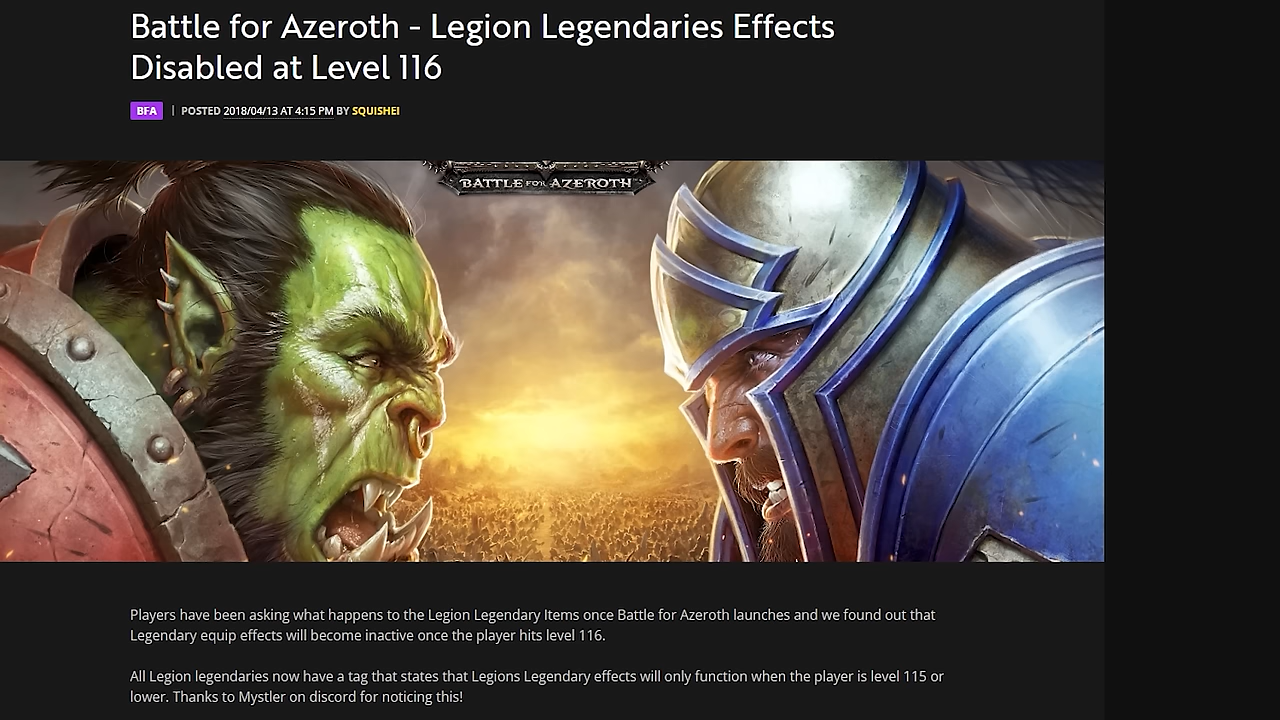 Battle for Azeroth - Legion Legendaries Effects
Disabled at Level 116
BFA | POSTED 2018/04/13 AT 4:15 PM BY SQUISHEI
BATTLE FOR AZEROTH
Players have been asking what happens to the Legion Legendary Items once Battle for Azeroth launches and we found out that
Legendary equip effects will become inactive once the player hits level 116.
All Legion legendaries now have a tag that states that Legions Legendary effects will only function when the player is level 115 or
lower. Thanks to Mystler on discord for noticing this!